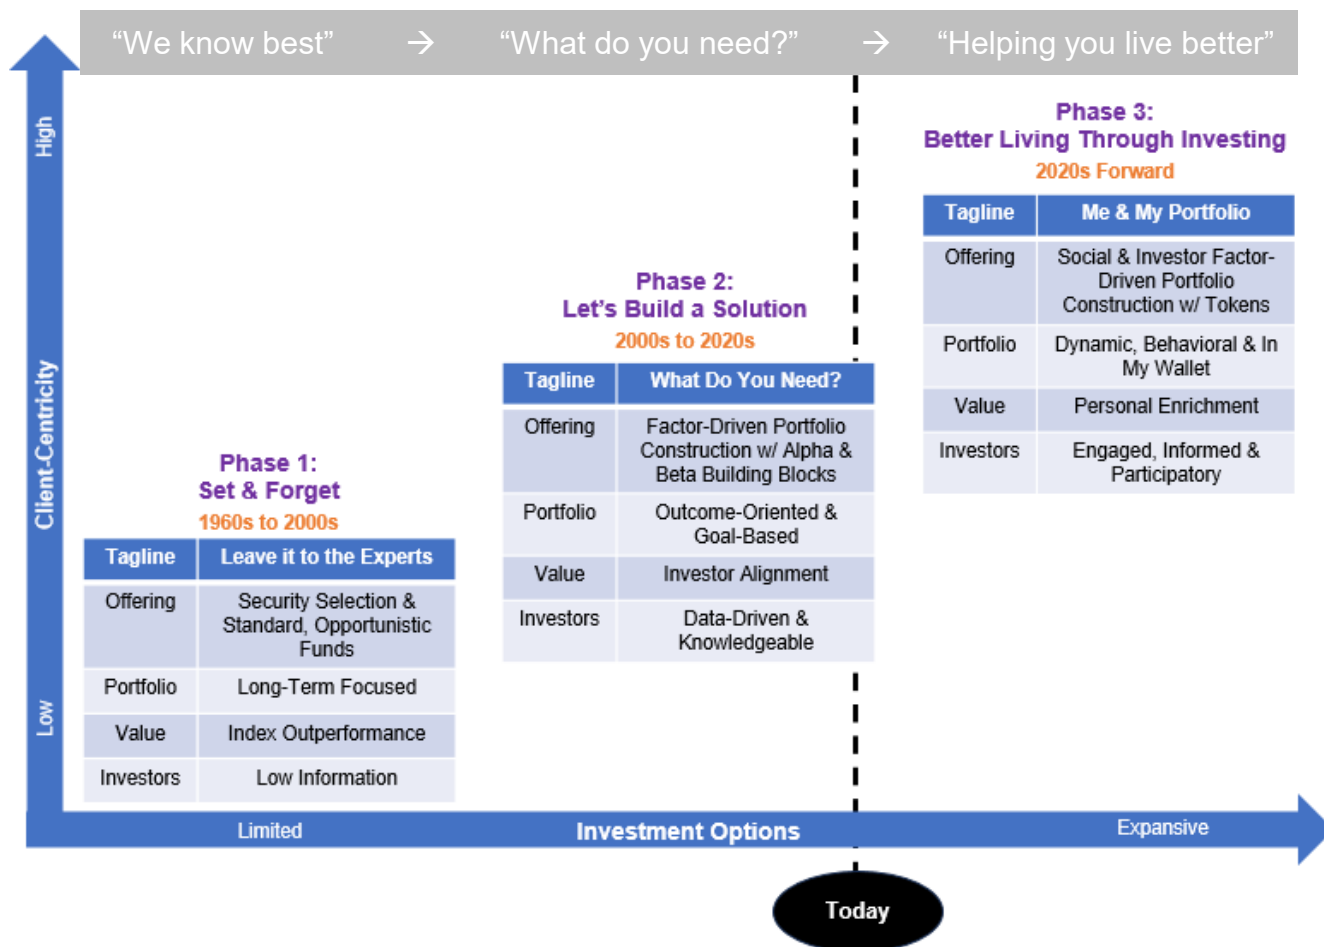 “We know best” → “What do you need?” → “Helping you live better”
High
Client-Centricity
Low
Phase 1:
Set & Forget
1960s to 2000s
Tagline Leave it to the Experts
Offering Security Selection &
Standard, Opportunistic
Funds
Portfolio Long-Term Focused
Value Index Outperformance
Investors Low Information
Phase 2:
Let’s Build a Solution
2000s to 2020s
Tagline What Do You Need?
Offering Factor-Driven Portfolio
Construction w/ Alpha &
Beta Building Blocks
Portfolio Outcome-Oriented &
Goal-Based
Value Investor Alignment
Investors Data-Driven &
Knowledgeable
Phase 3:
Better Living Through Investing
2020s Forward
Tagline Me & My Portfolio
Offering Social & Investor Factor-
Driven Portfolio
Construction w/ Tokens
Portfolio Dynamic, Behavioral & In
My Wallet
Value Personal Enrichment
Investors Engaged, Informed &
Participatory
Limited Investment Options Expansive
Today